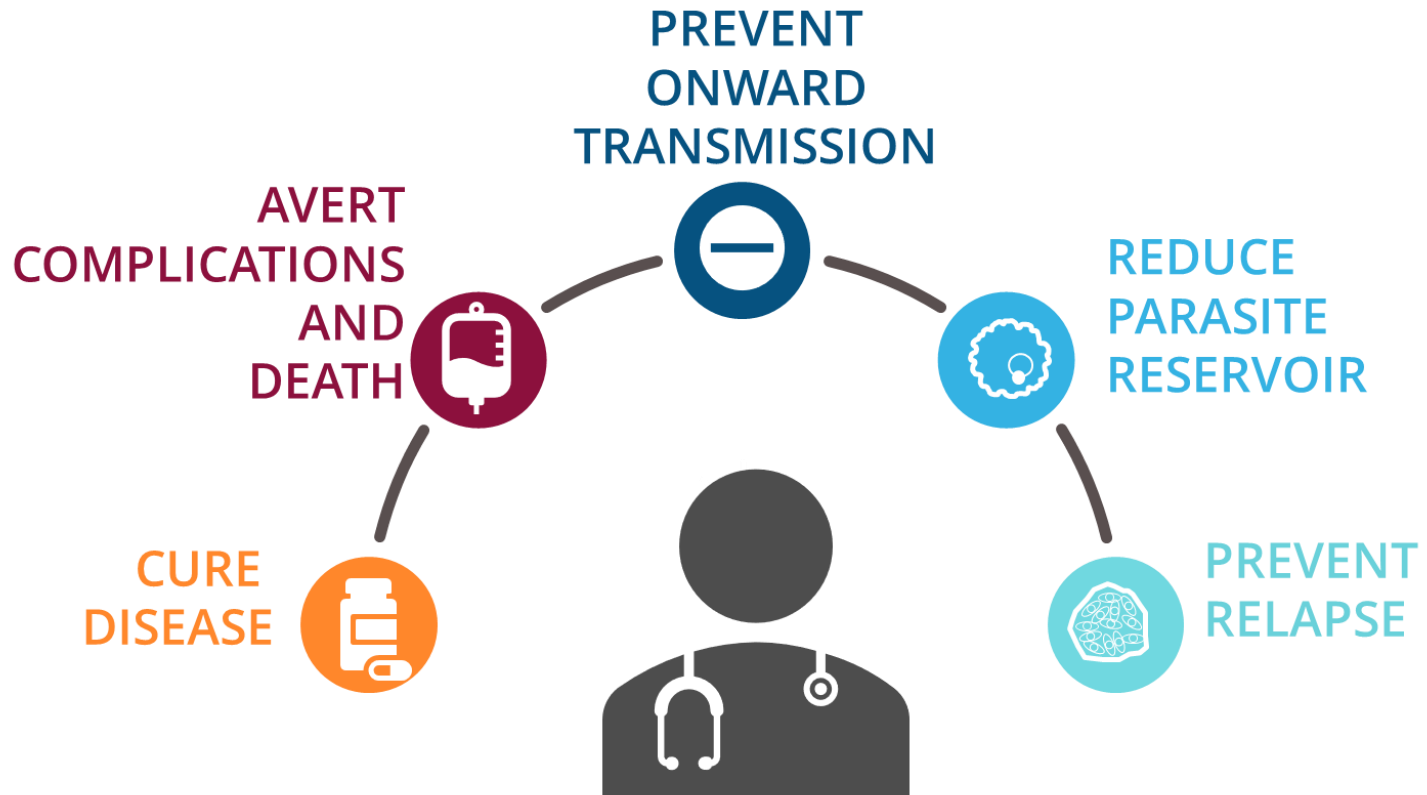 PREVENT
ONWARD
TRANSMISSION
AVERT
COMPLICATIONS
AND
DEATH
REDUCE
PARASITE
RESERVOIR
CURE
DISEASE
PREVENT
RELAPSE